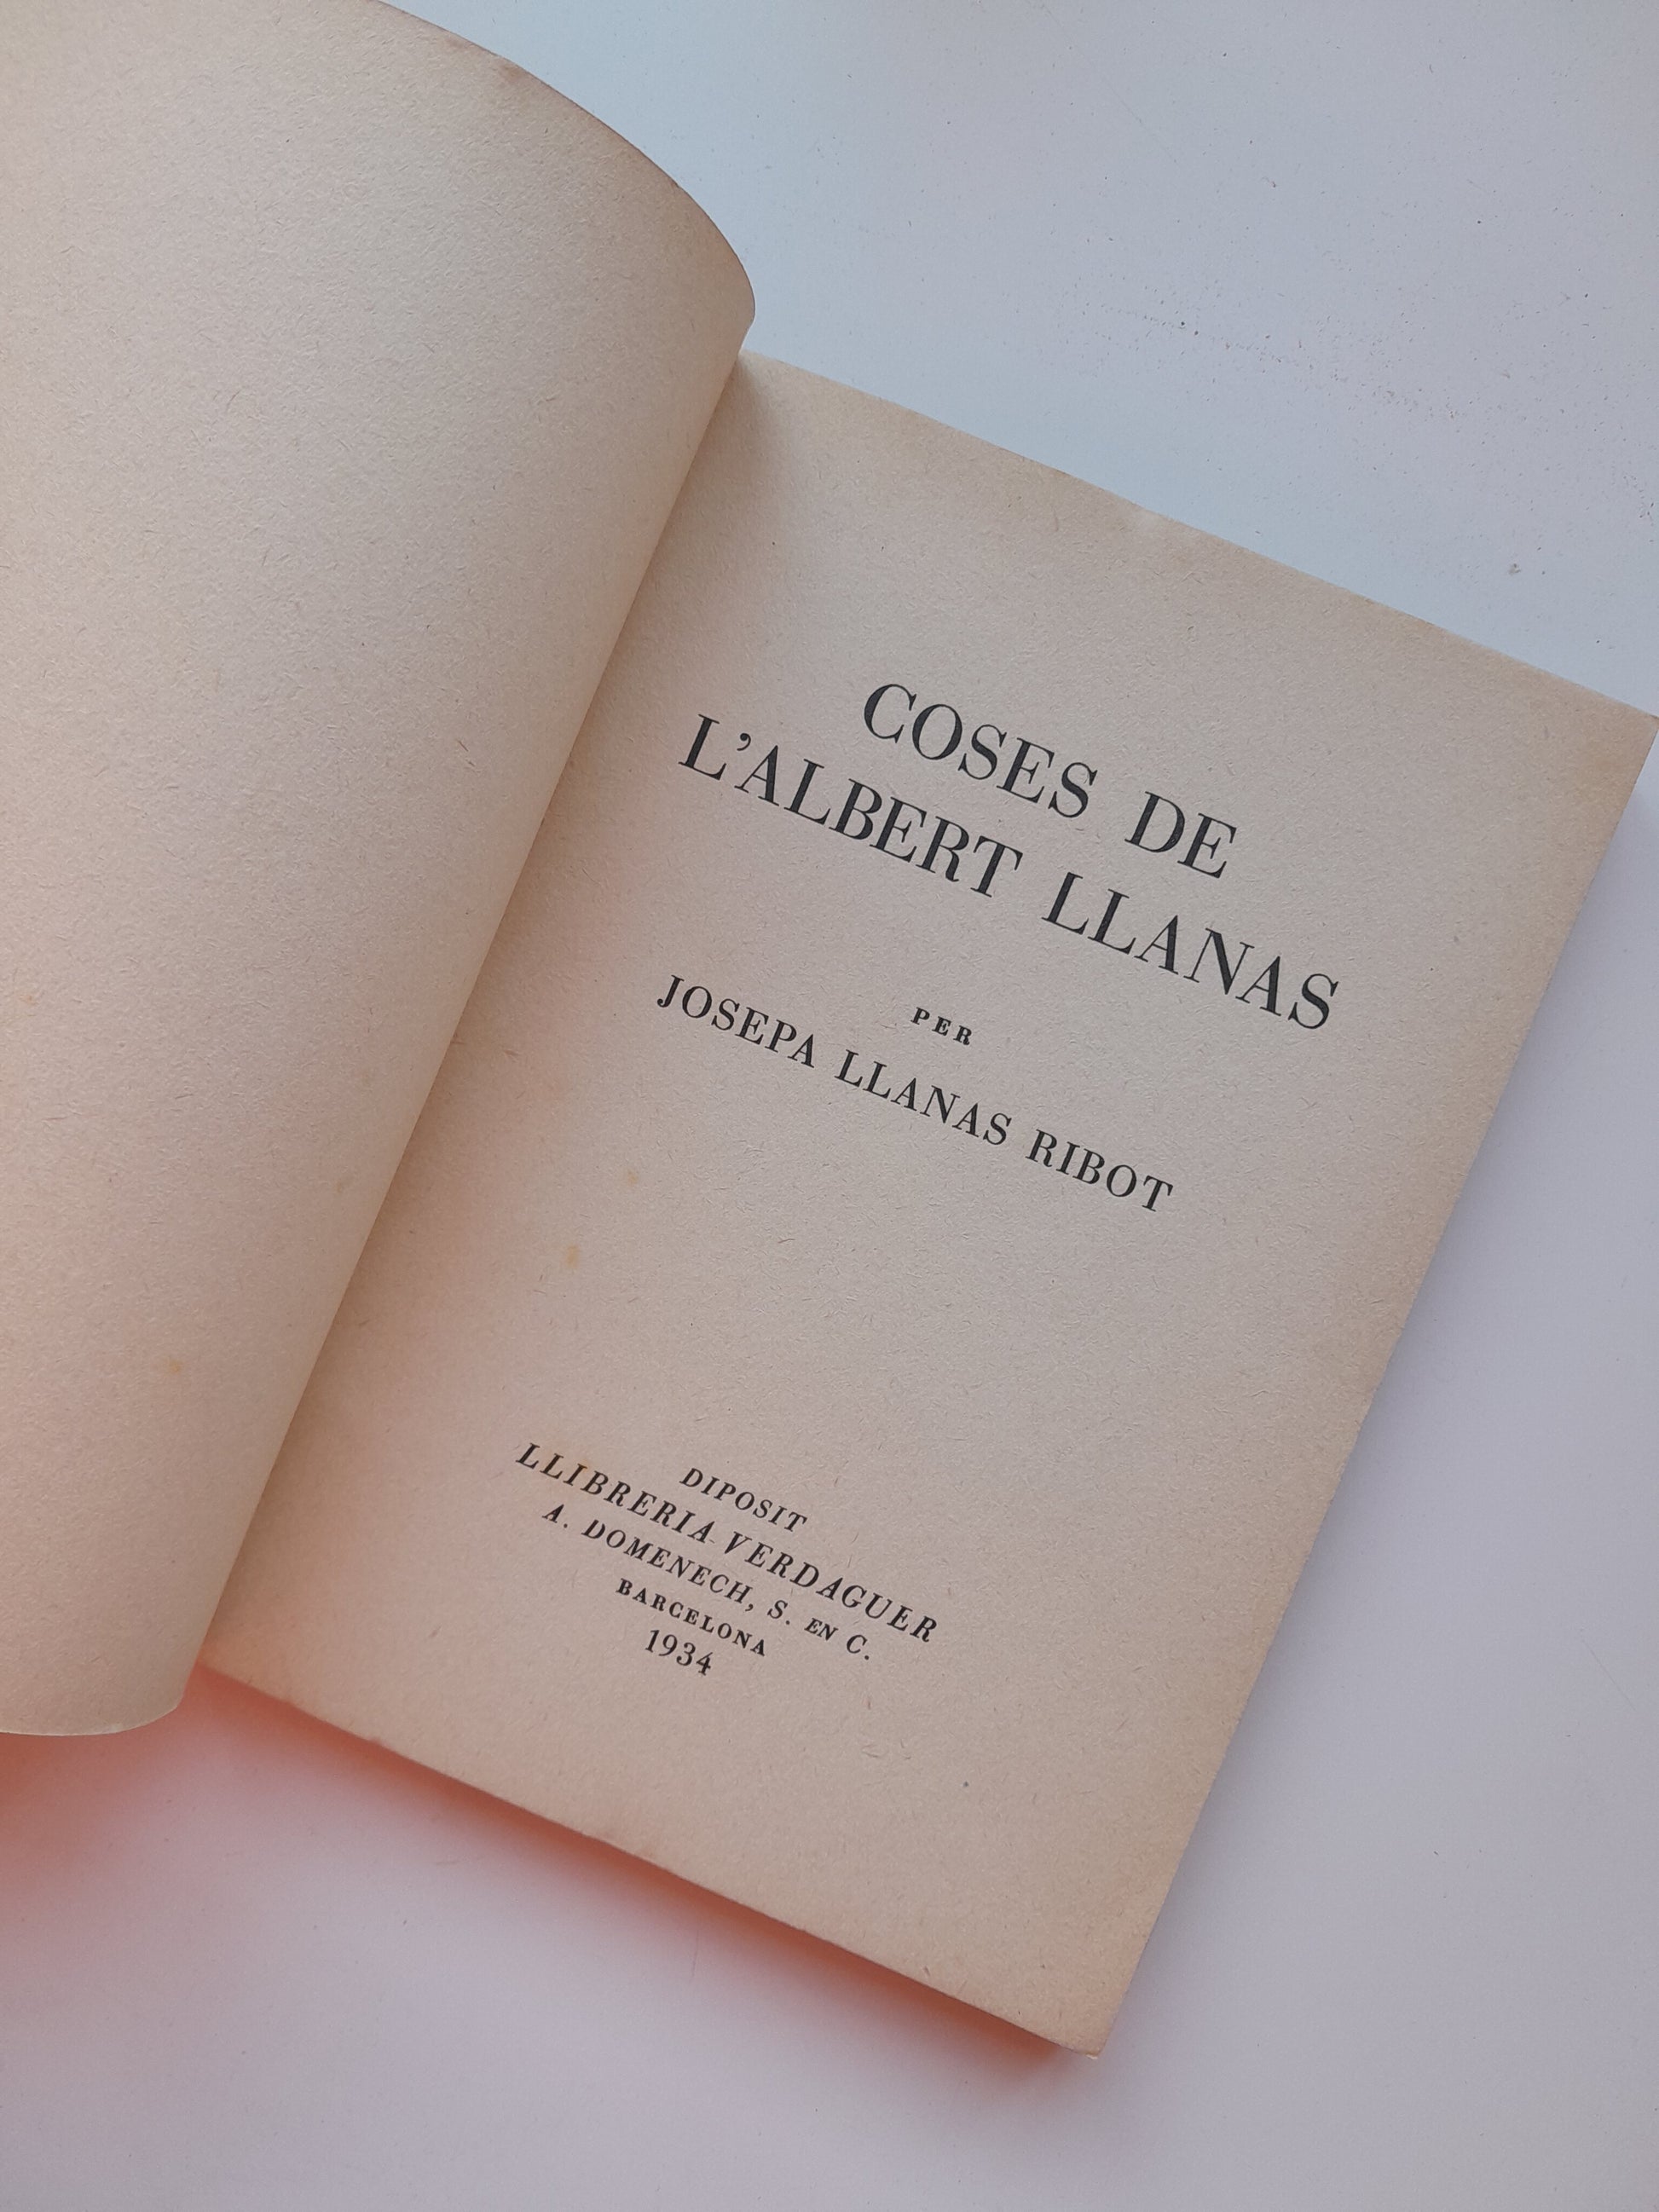 COSES DE
L'ALBERT LLANAS
PER
JOSEPA LLANAS RIBOT
DIPOSIT
LLIBRERIA VERDAGUER
A. DOMENECH, S. EN C.
BARCELONA
1934